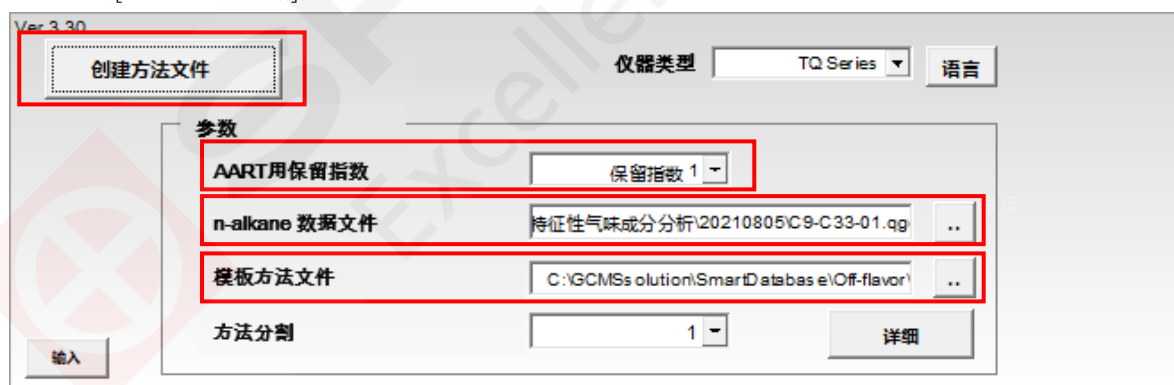 Ver 3.30
创建方法文件
仪器类型 TQ Series 语言
参数
AART用保留指数 保留指数 1
n-alkane 数据文件 特征性气味成分分析\20210805\C9-C33-01.qg ..
模板方法文件 C:\GCMSsolution\SmartDatabase\Off-flavor\ ..
方法分割 1 详细
输入